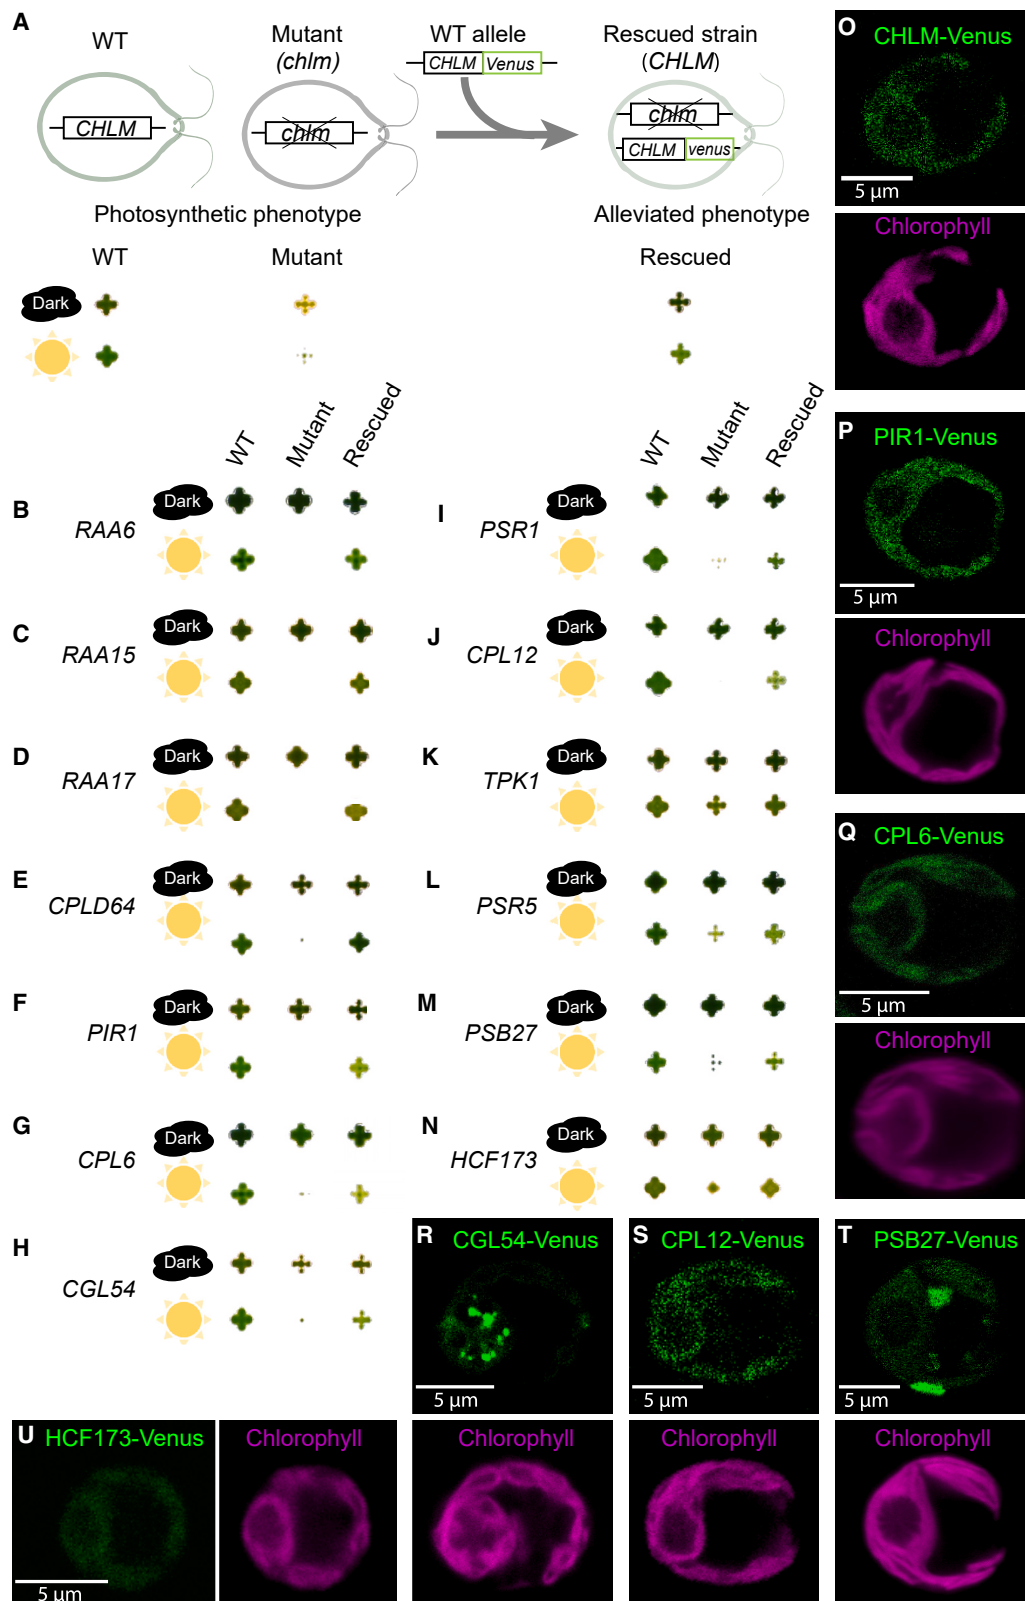 A
WT
Mutant
(chlm)
WT allele
CHLM Venus
Rescued strain
(CHLM)
CHLM
chlm
chlm
CHLM venus
Photosynthetic phenotype
Alleviated phenotype
WT
Mutant
Rescued
Dark
WT
Mutant
Rescued
WT
Mutant
Rescued
B
RAA6
Dark
C
RAA15
Dark
D
RAA17
Dark
E
CPLD64
Dark
F
PIR1
Dark
G
CPL6
Dark
H
CGL54
Dark
I
PSR1
Dark
J
CPL12
Dark
K
TPK1
Dark
L
PSR5
Dark
M
PSB27
Dark
N
HCF173
Dark
O
CHLM-Venus
5 µm
Chlorophyll
P
PIR1-Venus
5 µm
Chlorophyll
Q
CPL6-Venus
5 µm
Chlorophyll
R
CGL54-Venus
5 µm
Chlorophyll
S
CPL12-Venus
5 µm
Chlorophyll
T
PSB27-Venus
5 µm
Chlorophyll
U
HCF173-Venus
5 µm
Chlorophyll